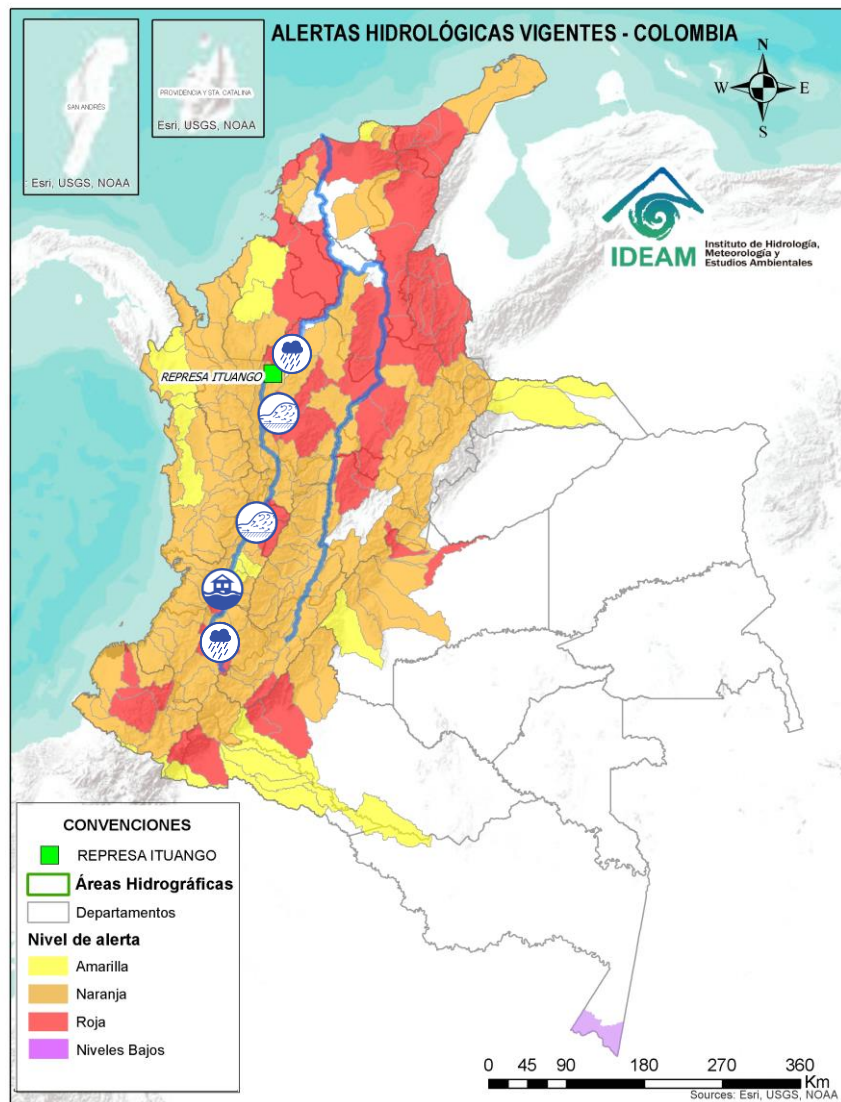 ALERTAS HIDROLÓGICAS VIGENTES - COLOMBIA
SAN ANDRÉS
Esri, USGS, NOAA
PROVIDENCIA Y STA. CATALINA
Esri, USGS, NOAA
N
W
E
S
IDEAM
Instituto de Hidrología,
Meteorología y
Estudios Ambientales
REPRESA ITUANGO
CONVENCIONES
REPRESA ITUANGO
Áreas Hidrográficas
Departamentos
Nivel de alerta
Amarilla
Naranja
Roja
Niveles Bajos
0 45 90 180 270 360
Km
Sources: Esri, USGS, NOAA